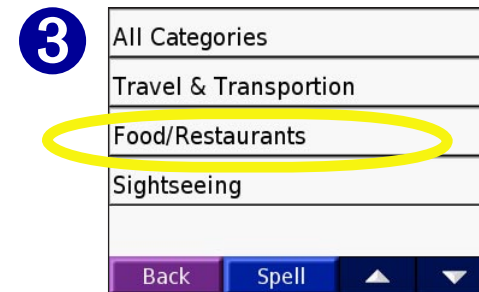 3
All Categories
Travel & Transportion
Food/Restaurants
Sightseeing
Back Spell